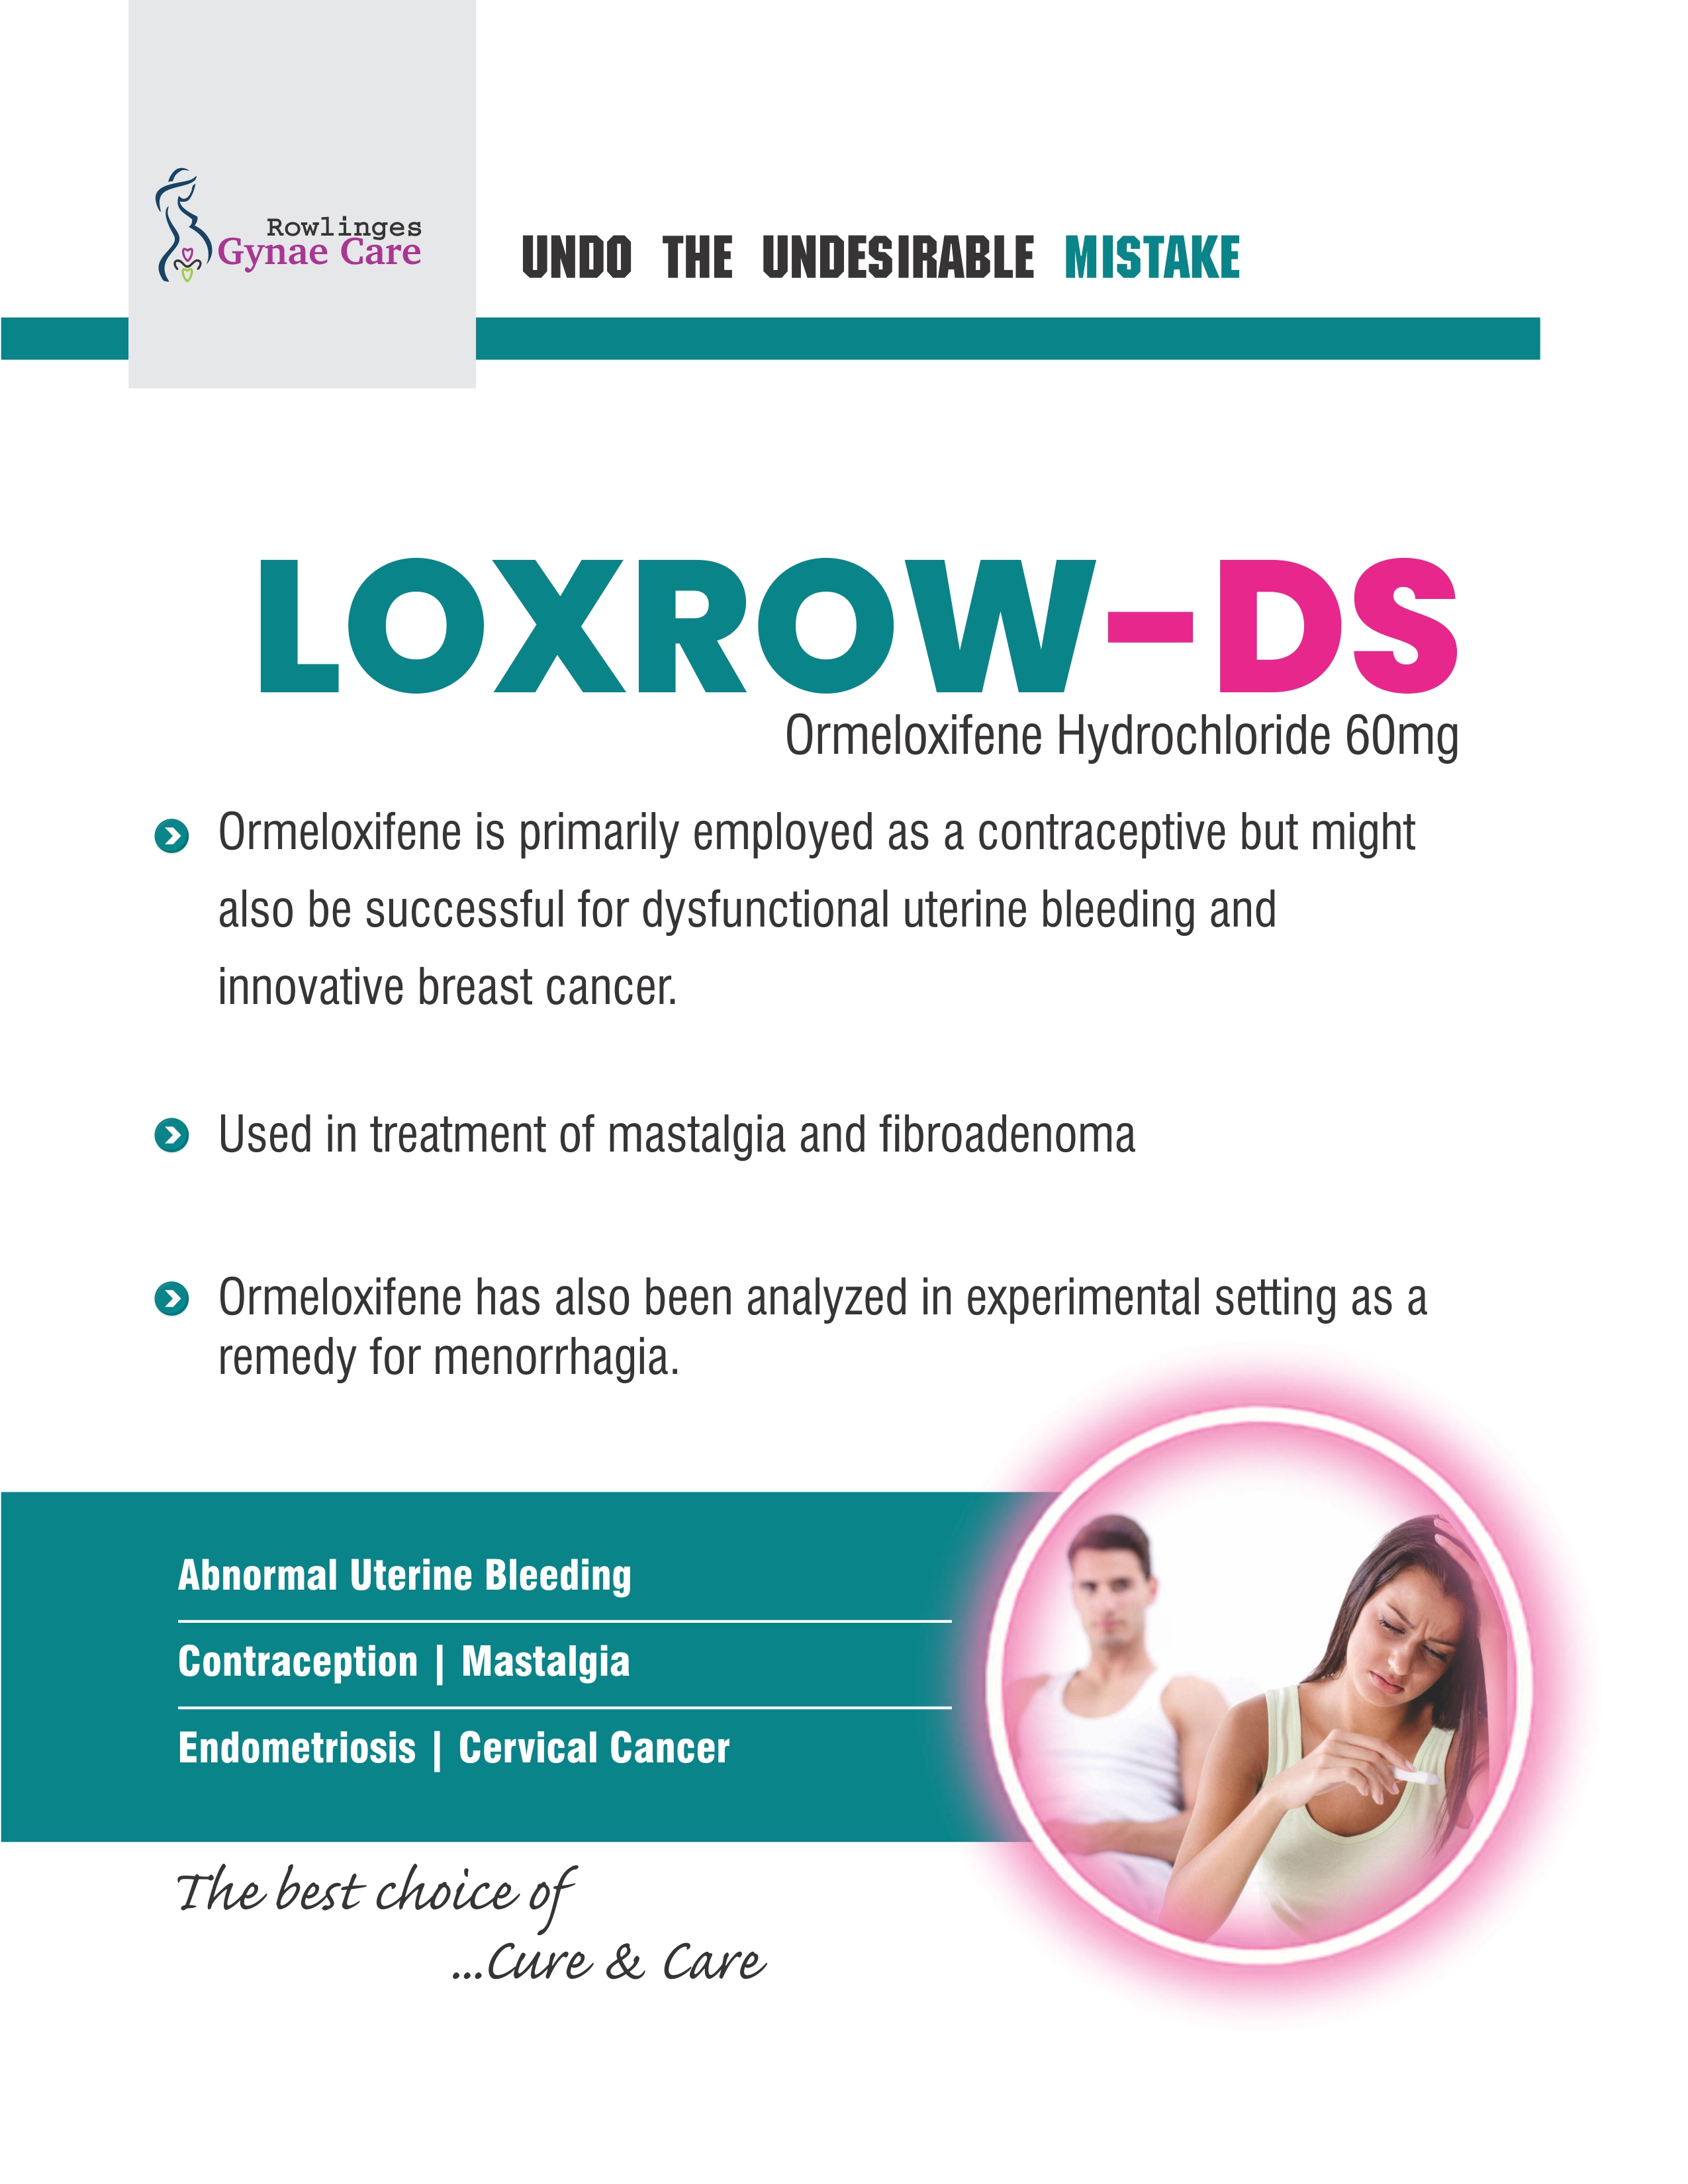 Rowlinges
Gynae Care
UNDO THE UNDESIRABLE MISTAKE
LOXROW-DS
Ormeloxifene Hydrochloride 60mg
Ormeloxifene is primarily employed as a contraceptive but might
also be successful for dysfunctional uterine bleeding and
innovative breast cancer.
Used in treatment of mastalgia and fibroadenoma
Ormeloxifene has also been analyzed in experimental setting as a
remedy for menorrhagia.
Abnormal Uterine Bleeding
Contraception | Mastalgia
Endometriosis | Cervical Cancer
The best choice of
...Cure & Care